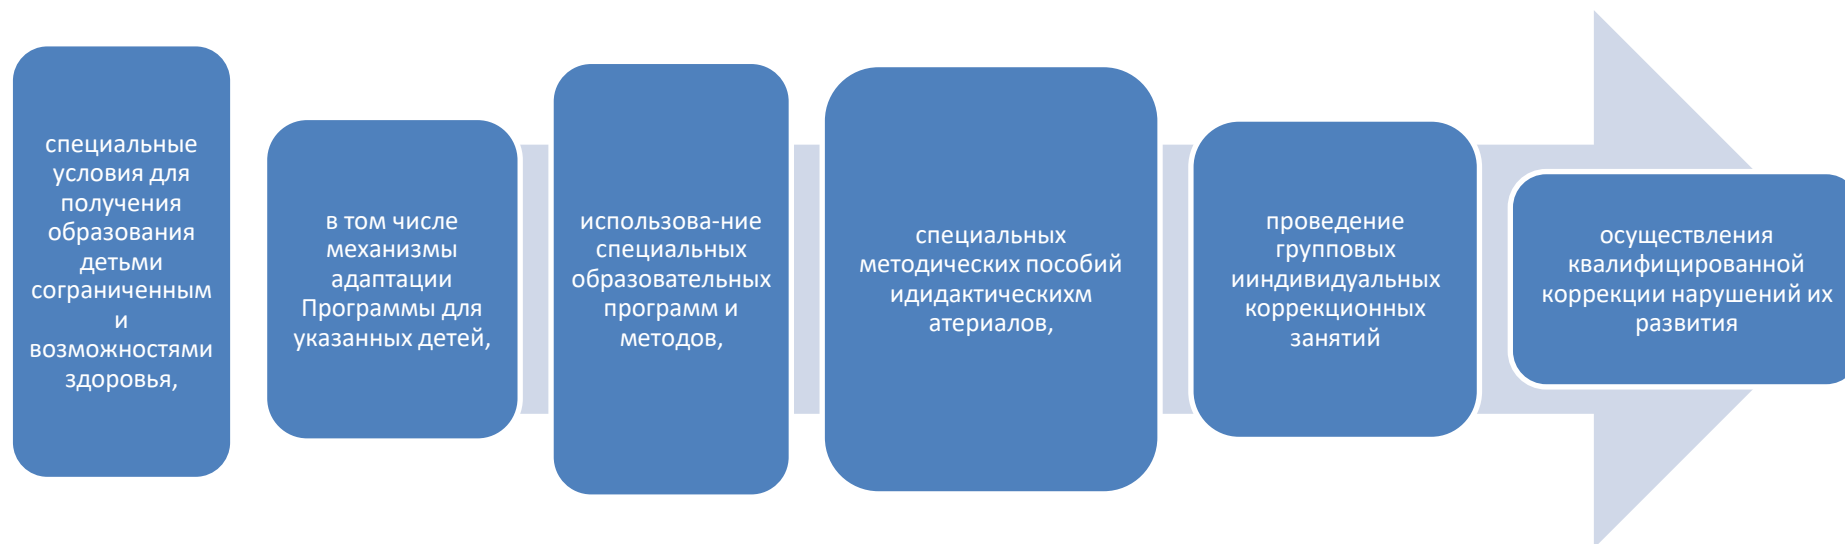 специальные
условия для
получения
образования
детьми
сограниченным
и
возможностями
здоровья,
в том числе
механизмы
адаптации
Программы для
указанных детей,
использова-ние
специальных
образовательных
программ и
методов,
специальных
методических пособий
идидактическихм
атериалов,
проведение
групповых
ииндивидуальных
коррекционных
занятий
осуществления
квалифицированной
коррекции нарушений их
развития